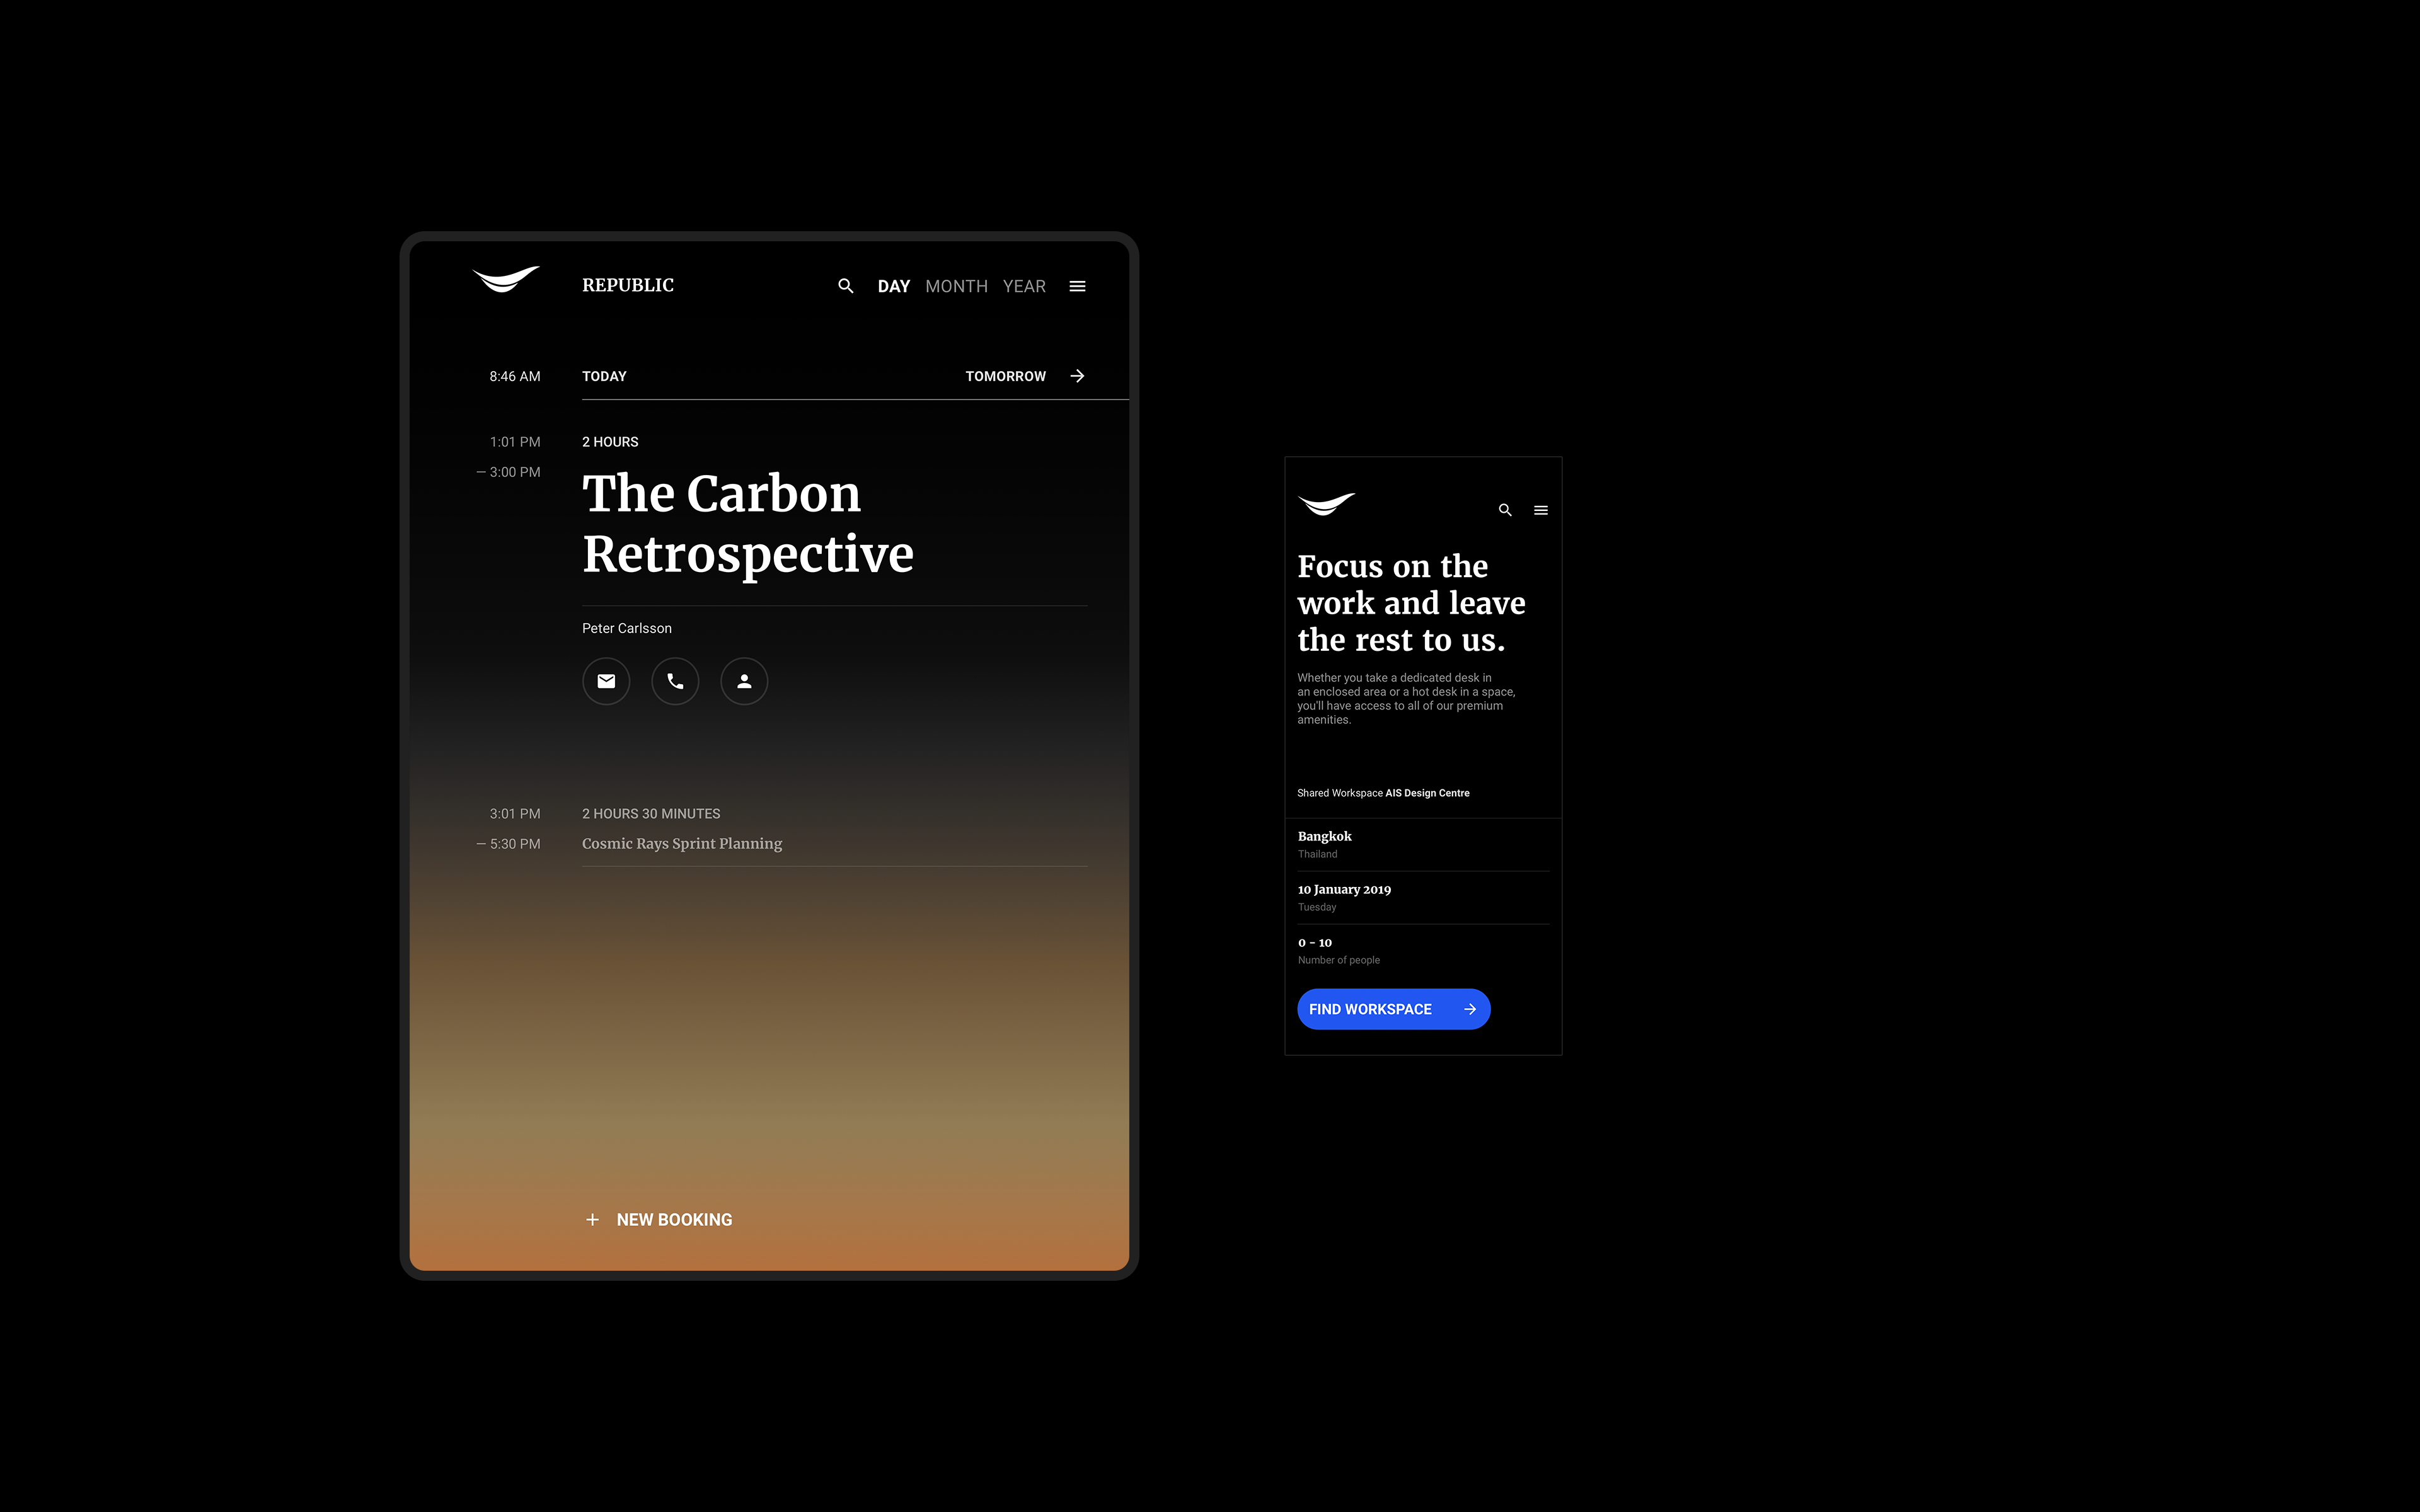 REPUBLIC
DAY MONTH YEAR
8:46 AM TODAY TOMORROW
1:01 PM 2 HOURS
— 3:00 PM
The Carbon
Retrospective
Peter Carlsson
3:01 PM 2 HOURS 30 MINUTES
— 5:30 PM Cosmic Rays Sprint Planning
+ NEW BOOKING
Focus on the
work and leave
the rest to us.
Whether you take a dedicated desk in
an enclosed area or a hot desk in a space,
you'll have access to all of our premium
amenities.
Shared Workspace AIS Design Centre
Bangkok
Thailand
10 January 2019
Tuesday
0 - 10
Number of people
FIND WORKSPACE